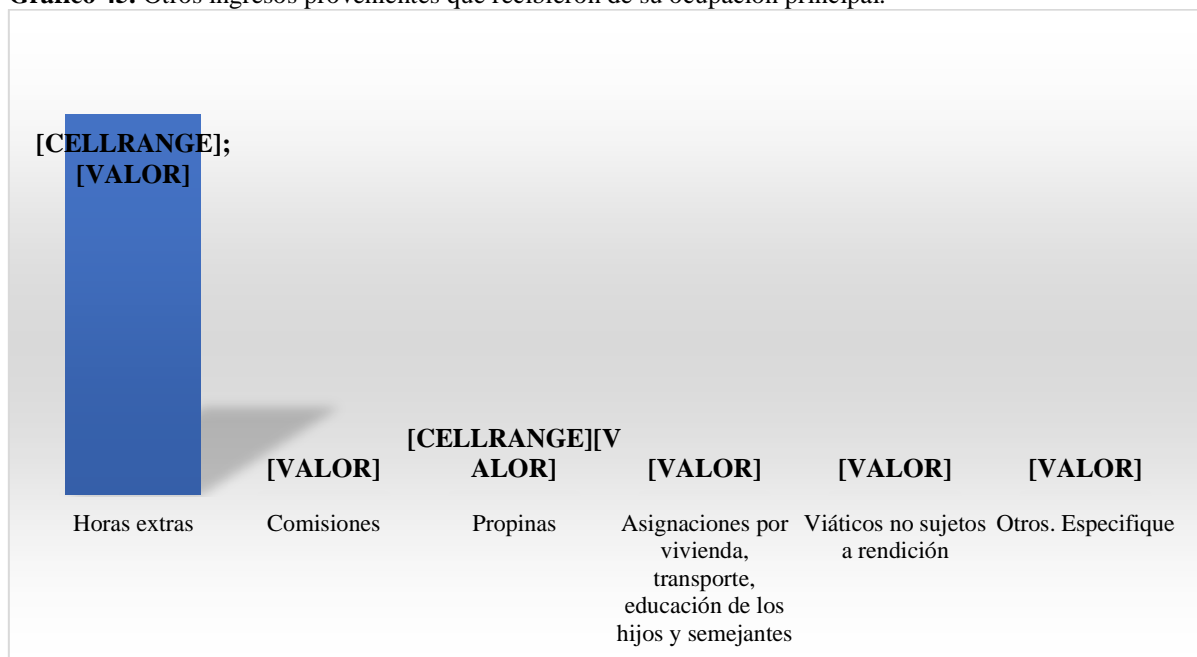 Gráfico 43. Otros ingresos provenientes que recibieron de su ocupación principal.
[CELLRANGE];
[VALOR]
[VALOR]
[CELLRANGE][V
ALOR]
[VALOR]
[VALOR]
[VALOR]
Horas extras
Comisiones
Propinas
Asignaciones por
vivienda,
transporte,
educación de los
hijos y semejantes
Viáticos no sujetos
a rendición
Otros. Especifique